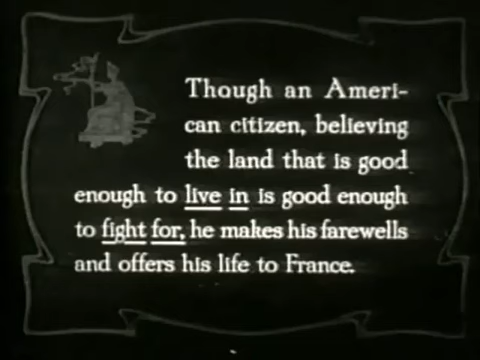 Though an Ameri-
can citizen, believing
the land that is good
enough to live in is good enough
to fight for, he makes his farewells
and offers his life to France.